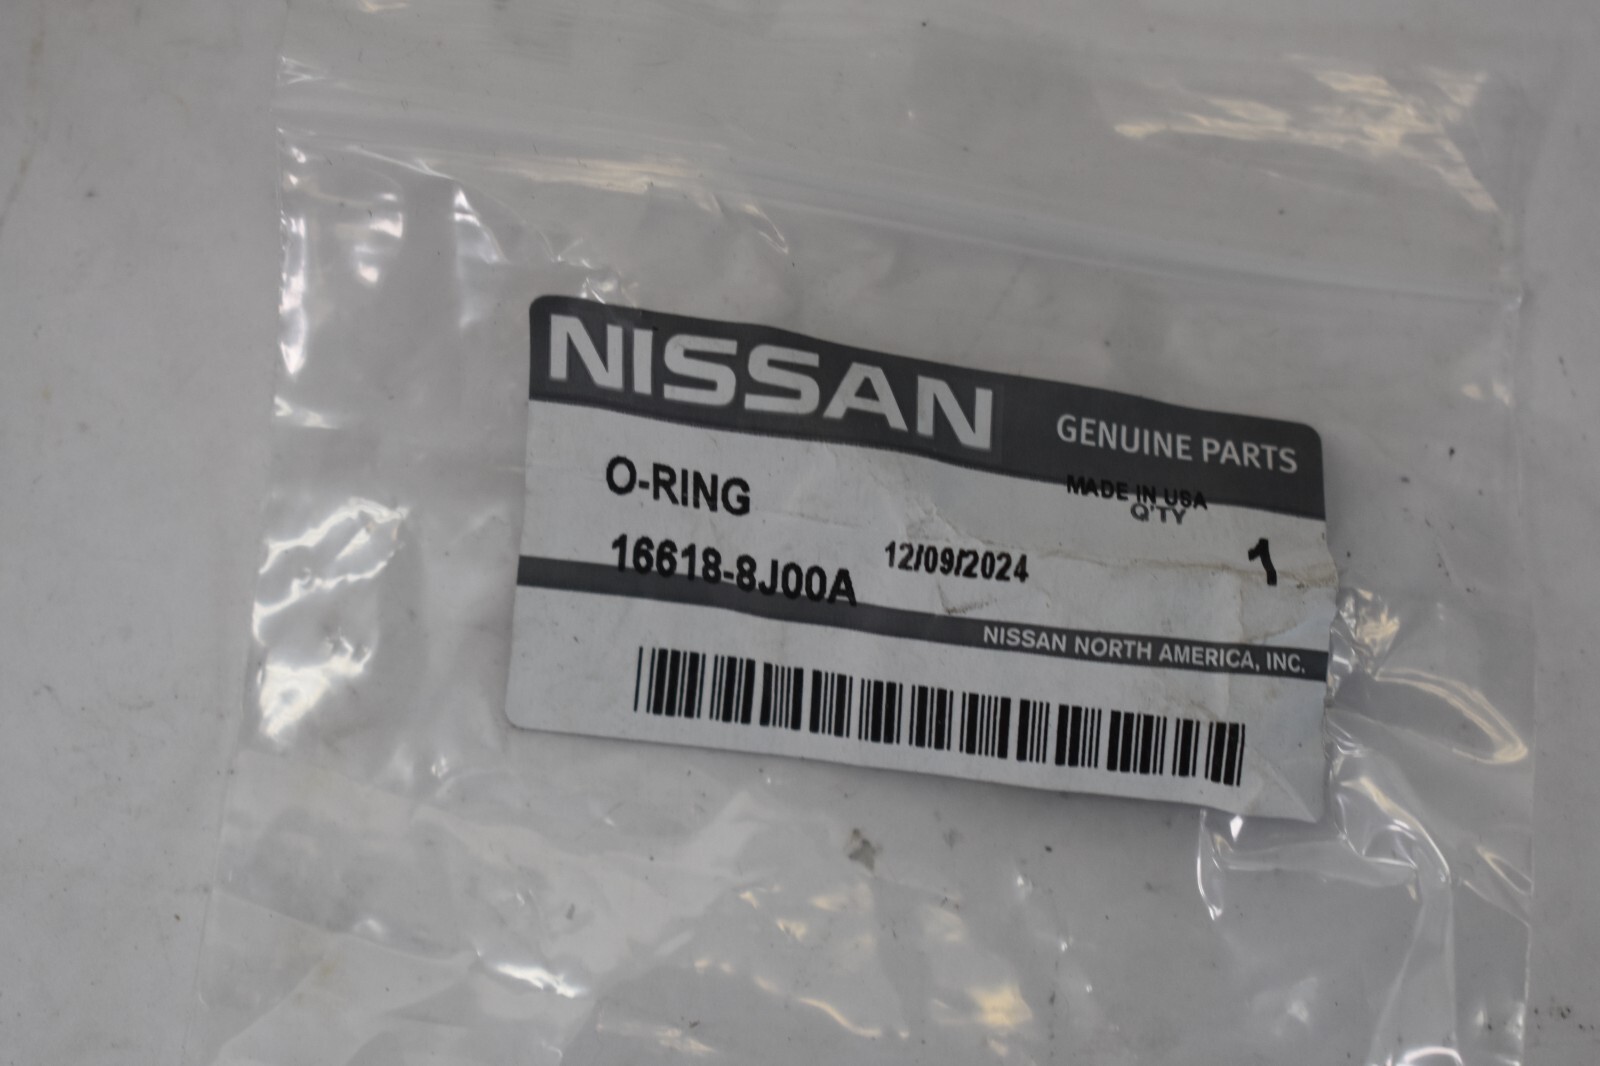 NISSAN
GENUINE PARTS
O-RING
MADE IN USA
Q'TY
16618-8J00A
12/09/2024
1
NISSAN NORTH AMERICA, INC.